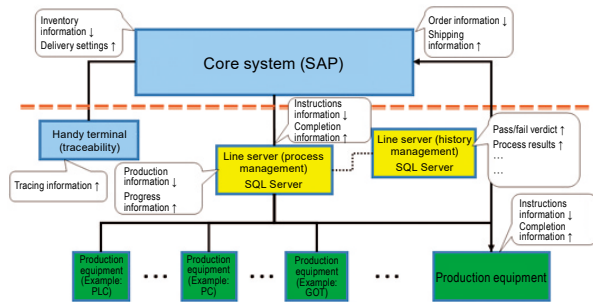 Inventory
information ↓
Delivery settings ↑
Order information ↓
Shipping
information ↑
Core system (SAP)
Instructions
information ↓
Completion
information ↑
Handy terminal
(traceability)
Line server (process
management)
SQL Server
Line server (history
management)
SQL Server
Pass/fail verdict ↑
Process results ↑
...
...
Tracing information ↑
Production
information ↓
Progress
information ↑
Instructions
information ↓
Completion
information ↑
Production
equipment
(Example:
PLC)
...
Production
equipment
(Example:
PC)
...
Production
equipment
(Example:
GOT)
...
Production equipment